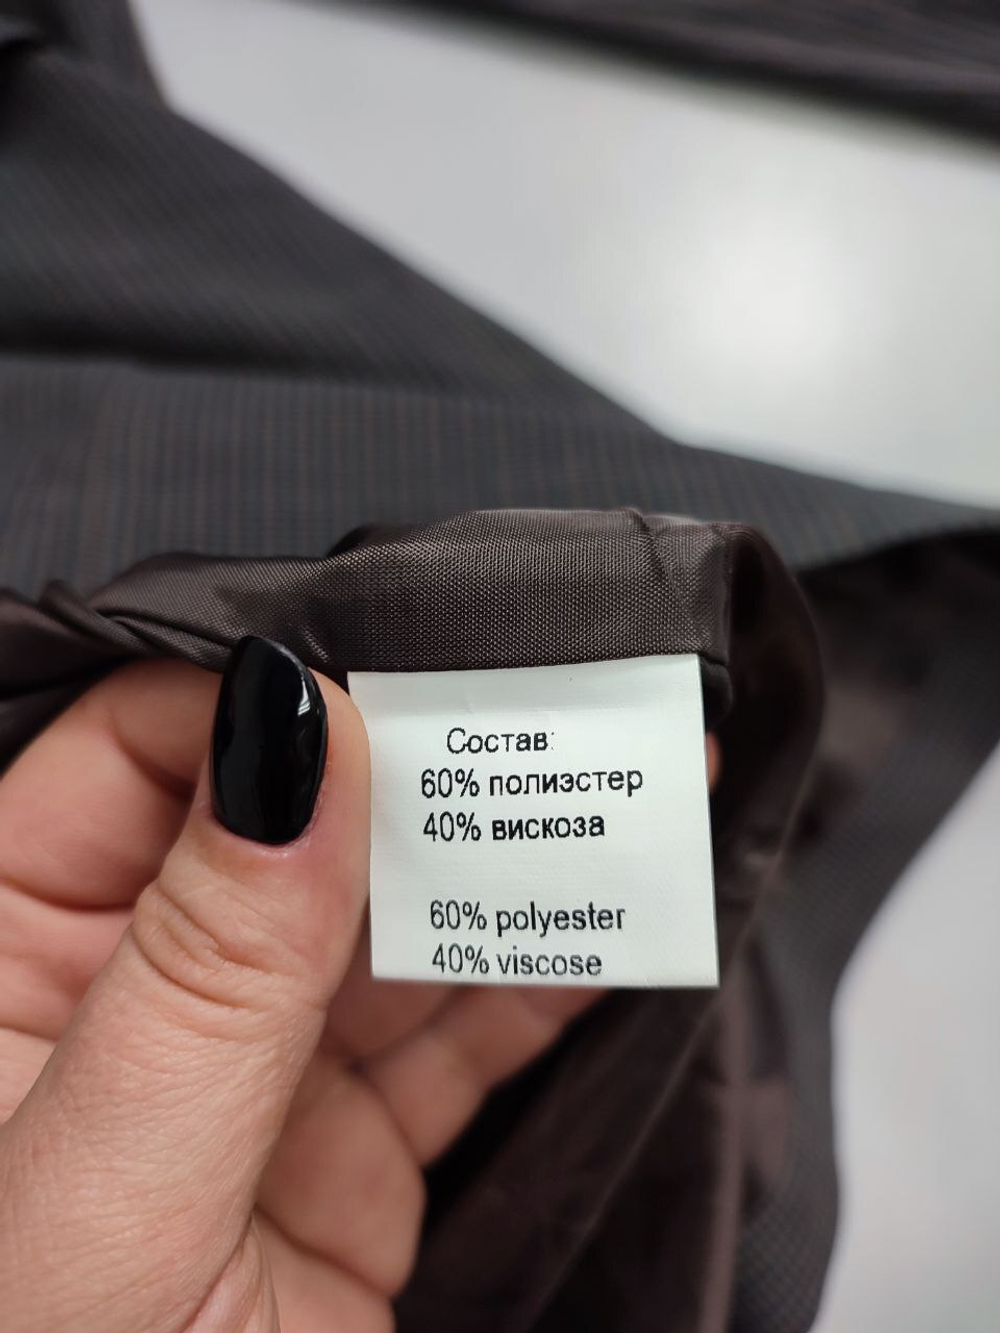 Состав:
60% полиэстер
40% вискоза
60% polyester
40% viscose